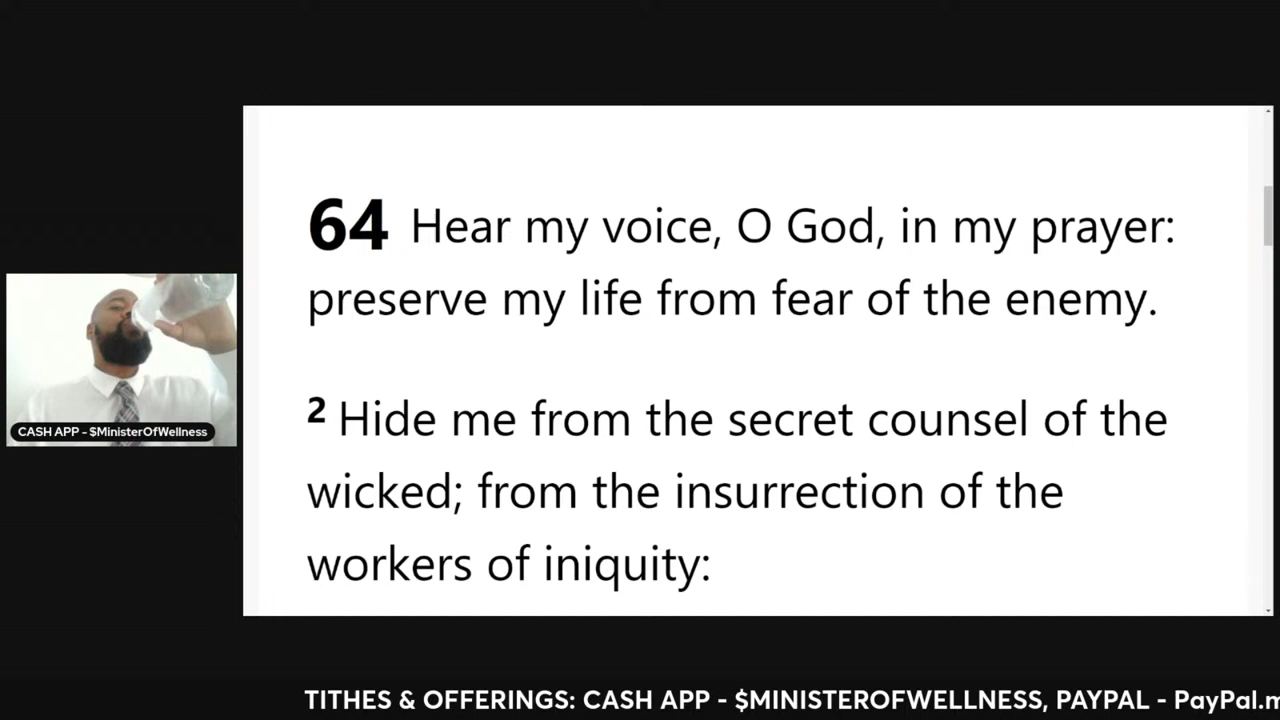 64 Hear my voice, O God, in my prayer:
preserve my life from fear of the enemy.
2 Hide me from the secret counsel of the
wicked; from the insurrection of the
workers of iniquity:
CASH APP - $MinisterOfWellness
TITHES & OFFERINGS: CASH APP - $MINISTEROFWELLNESS, PAYPAL - PayPal.m